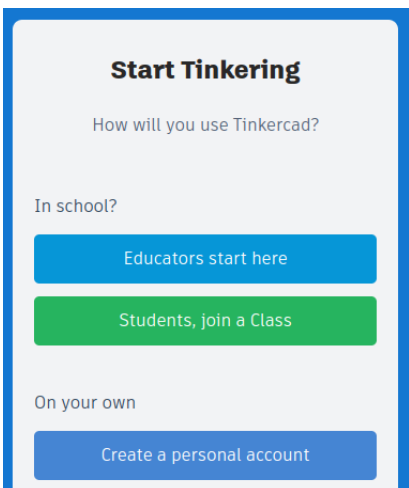 Start Tinkering
How will you use Tinkercad?
In school?
Educators start here
Students, join a Class
On your own
Create a personal account